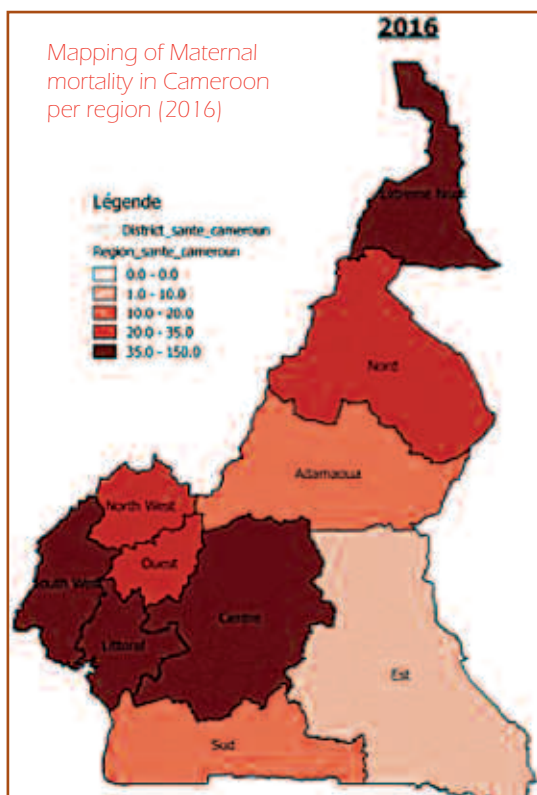 2016
Mapping of Maternal
mortality in Cameroon
per region (2016)
Légende
District_sante_cameroun
Region_sante_cameroun
0.0 - 0.0
1.0 - 10.0
10.0 - 20.0
20.0 - 35.0
35.0 - 150.0
Extreme Nord
Nord
Adamaoua
North West
Ouest
South West
Centre
Littoral
Est
Sud